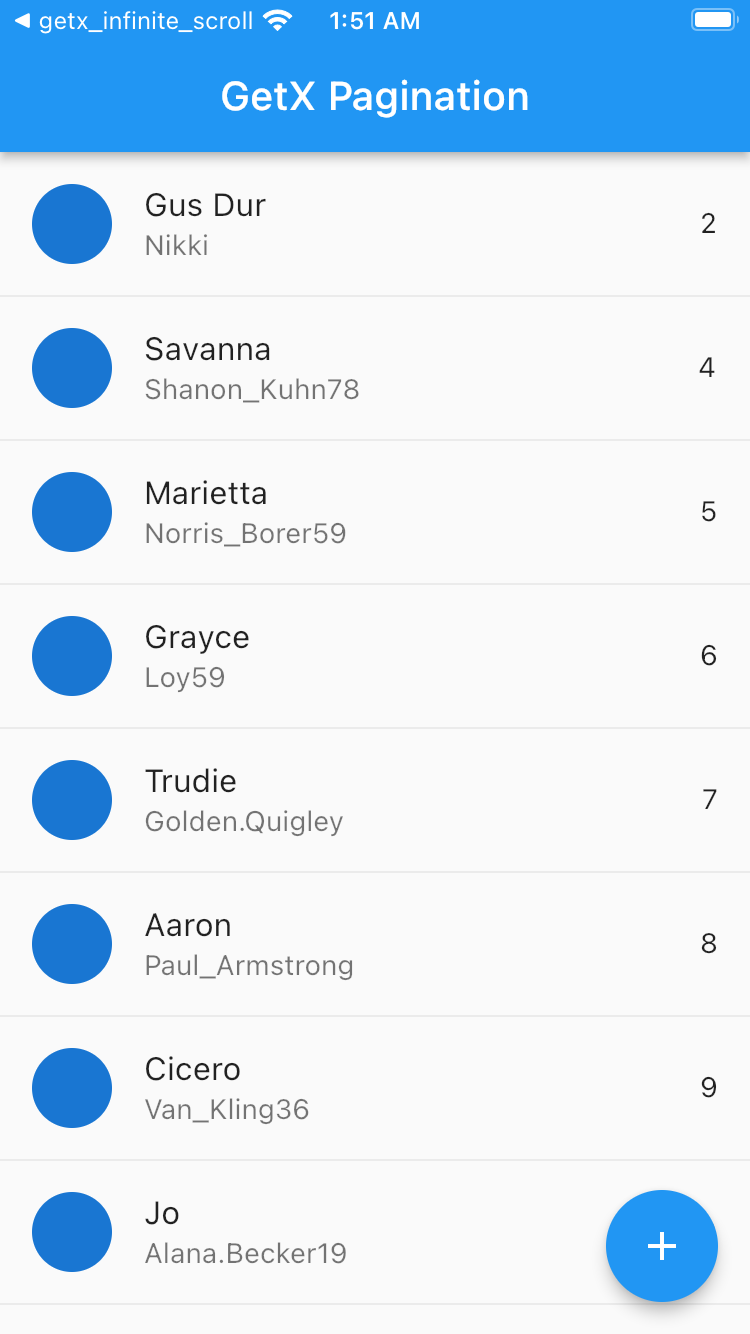 getx_infinite_scroll 1:51 AM
GetX Pagination
Gus Dur
Nikki
2
Savanna
Shanon_Kuhn78
4
Marietta
Norris_Borer59
5
Grayce
Loy59
6
Trudie
Golden.Quigley
7
Aaron
Paul_Armstrong
8
Cicero
Van_Kling36
9
Jo
Alana.Becker19
+